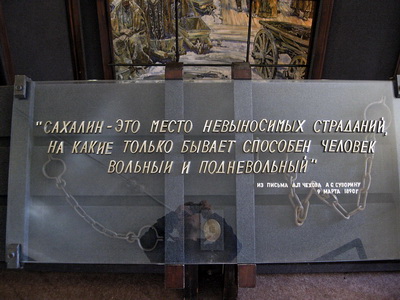 "САХАЛИН - ЭТО МЕСТО НЕВЫНОСИМЫХ СТРАДАНИЙ,
НА КАКИЕ ТОЛЬКО БЫВАЕТ СПОСОБЕН ЧЕЛОВЕК
ВОЛЬНЫЙ И ПОДНЕВОЛЬНЫЙ"
ИЗ ПИСЬМА А.П. ЧЕХОВА А.С. СУВОРИНУ
9 МАРТА 1890 Г.